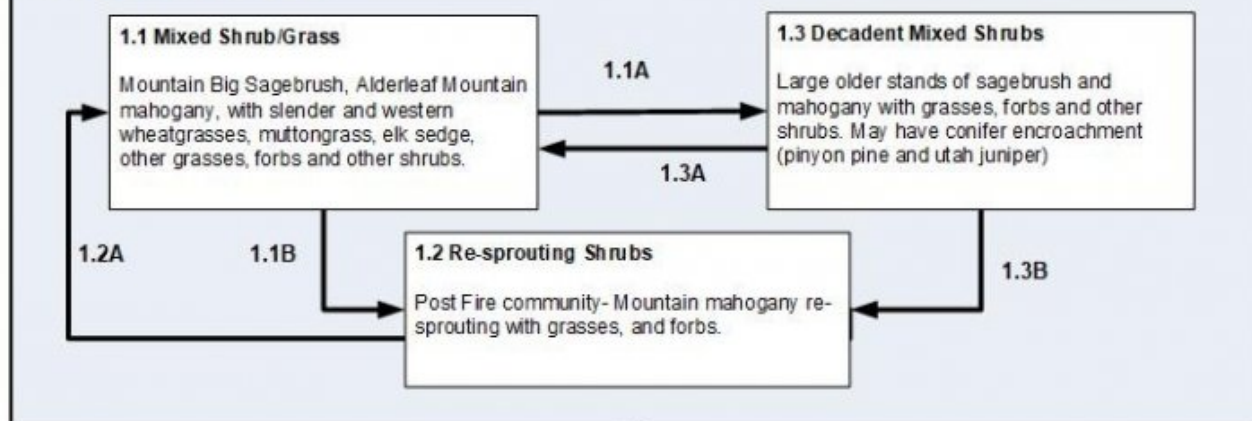 1.1 Mixed Shrub/Grass
Mountain Big Sagebrush, Alderleaf Mountain
mahogany, with slender and western
wheatgrasses, muttongrass, elk sedge,
other grasses, forbs and other shrubs.
1.1A
1.3A
1.3 Decadent Mixed Shrubs
Large older stands of sagebrush and
mahogany with grasses, forbs and other
shrubs. May have conifer encroachment
(pinyon pine and utah juniper)
1.2A
1.1B
1.2 Re-sprouting Shrubs
Post Fire community- Mountain mahogany re-
sprouting with grasses, and forbs.
1.3B